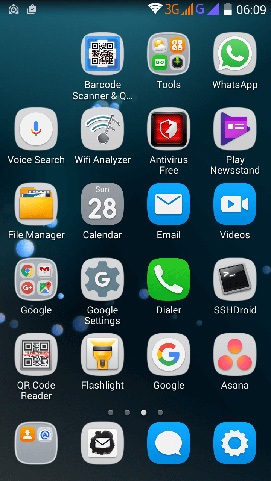 3G G 06:09
Barcode Scanner & Q...
Tools
WhatsApp
Voice Search
Wifi Analyzer
Antivirus Free
Play Newsstand
File Manager
Sun
28
Calendar
Email
Videos
Google
Google Settings
Dialer
SSHDroid
QR Code Reader
Flashlight
Google
Asana